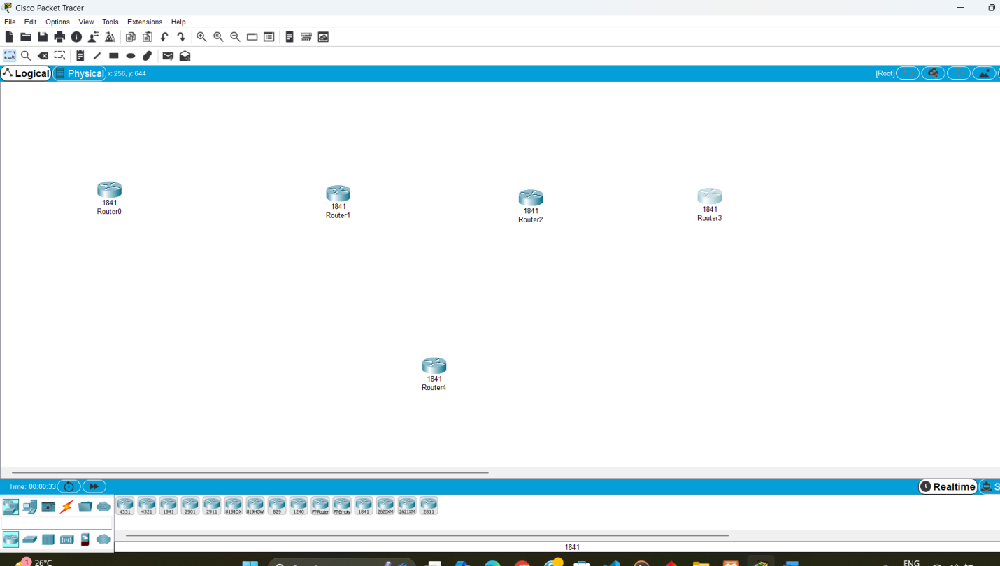 Cisco Packet Tracer
File Edit Options View Tools Extensions Help
Logical Physical x: 256, y: 644 [Root]
1841
Router0
1841
Router1
1841
Router2
1841
Router3
1841
Router4
Time: 00:00:33 Realtime S
4331 4321 1941 2901 2911 819IOX 819HGW 829 1240 PT-Router PT-Empty 1841 2620XM 2621XM 2811
1841
1 26°C ENG